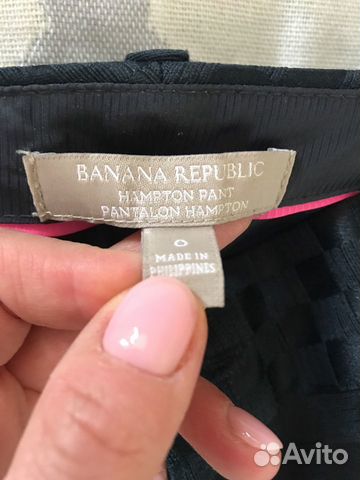 BANANA REPUBLIC
HAMPTON PANT
PANTALON HAMPTON
0
MADE IN
PHILIPPINES
Avito